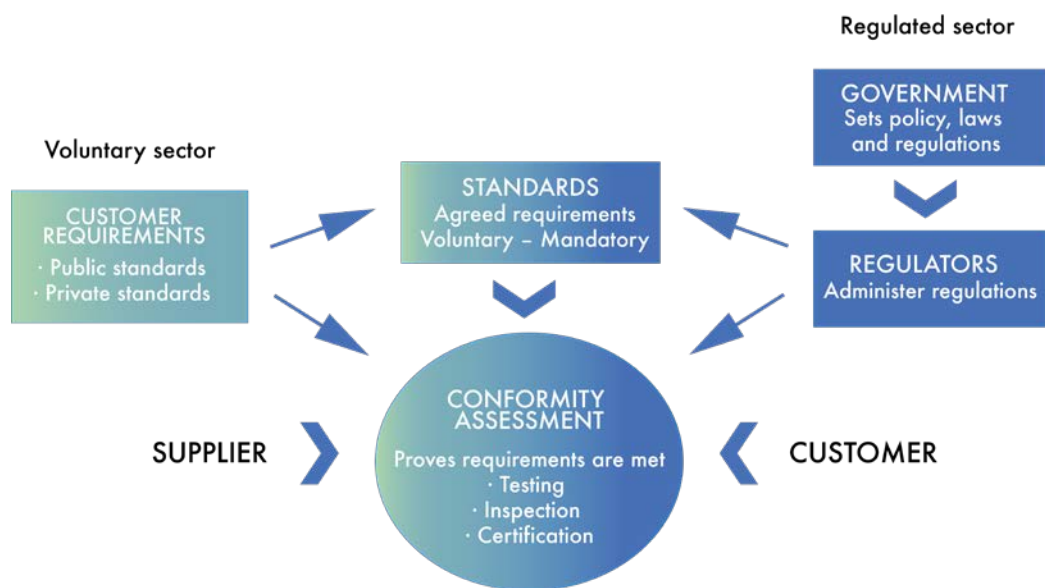 Regulated sector
GOVERNMENT
Sets policy, laws
and regulations
Voluntary sector
STANDARDS
Agreed requirements
Voluntary – Mandatory
CUSTOMER
REQUIREMENTS
· Public standards
· Private standards
REGULATORS
Administer regulations
CONFORMITY
ASSESSMENT
Proves requirements are met
· Testing
· Inspection
· Certification
SUPPLIER
CUSTOMER